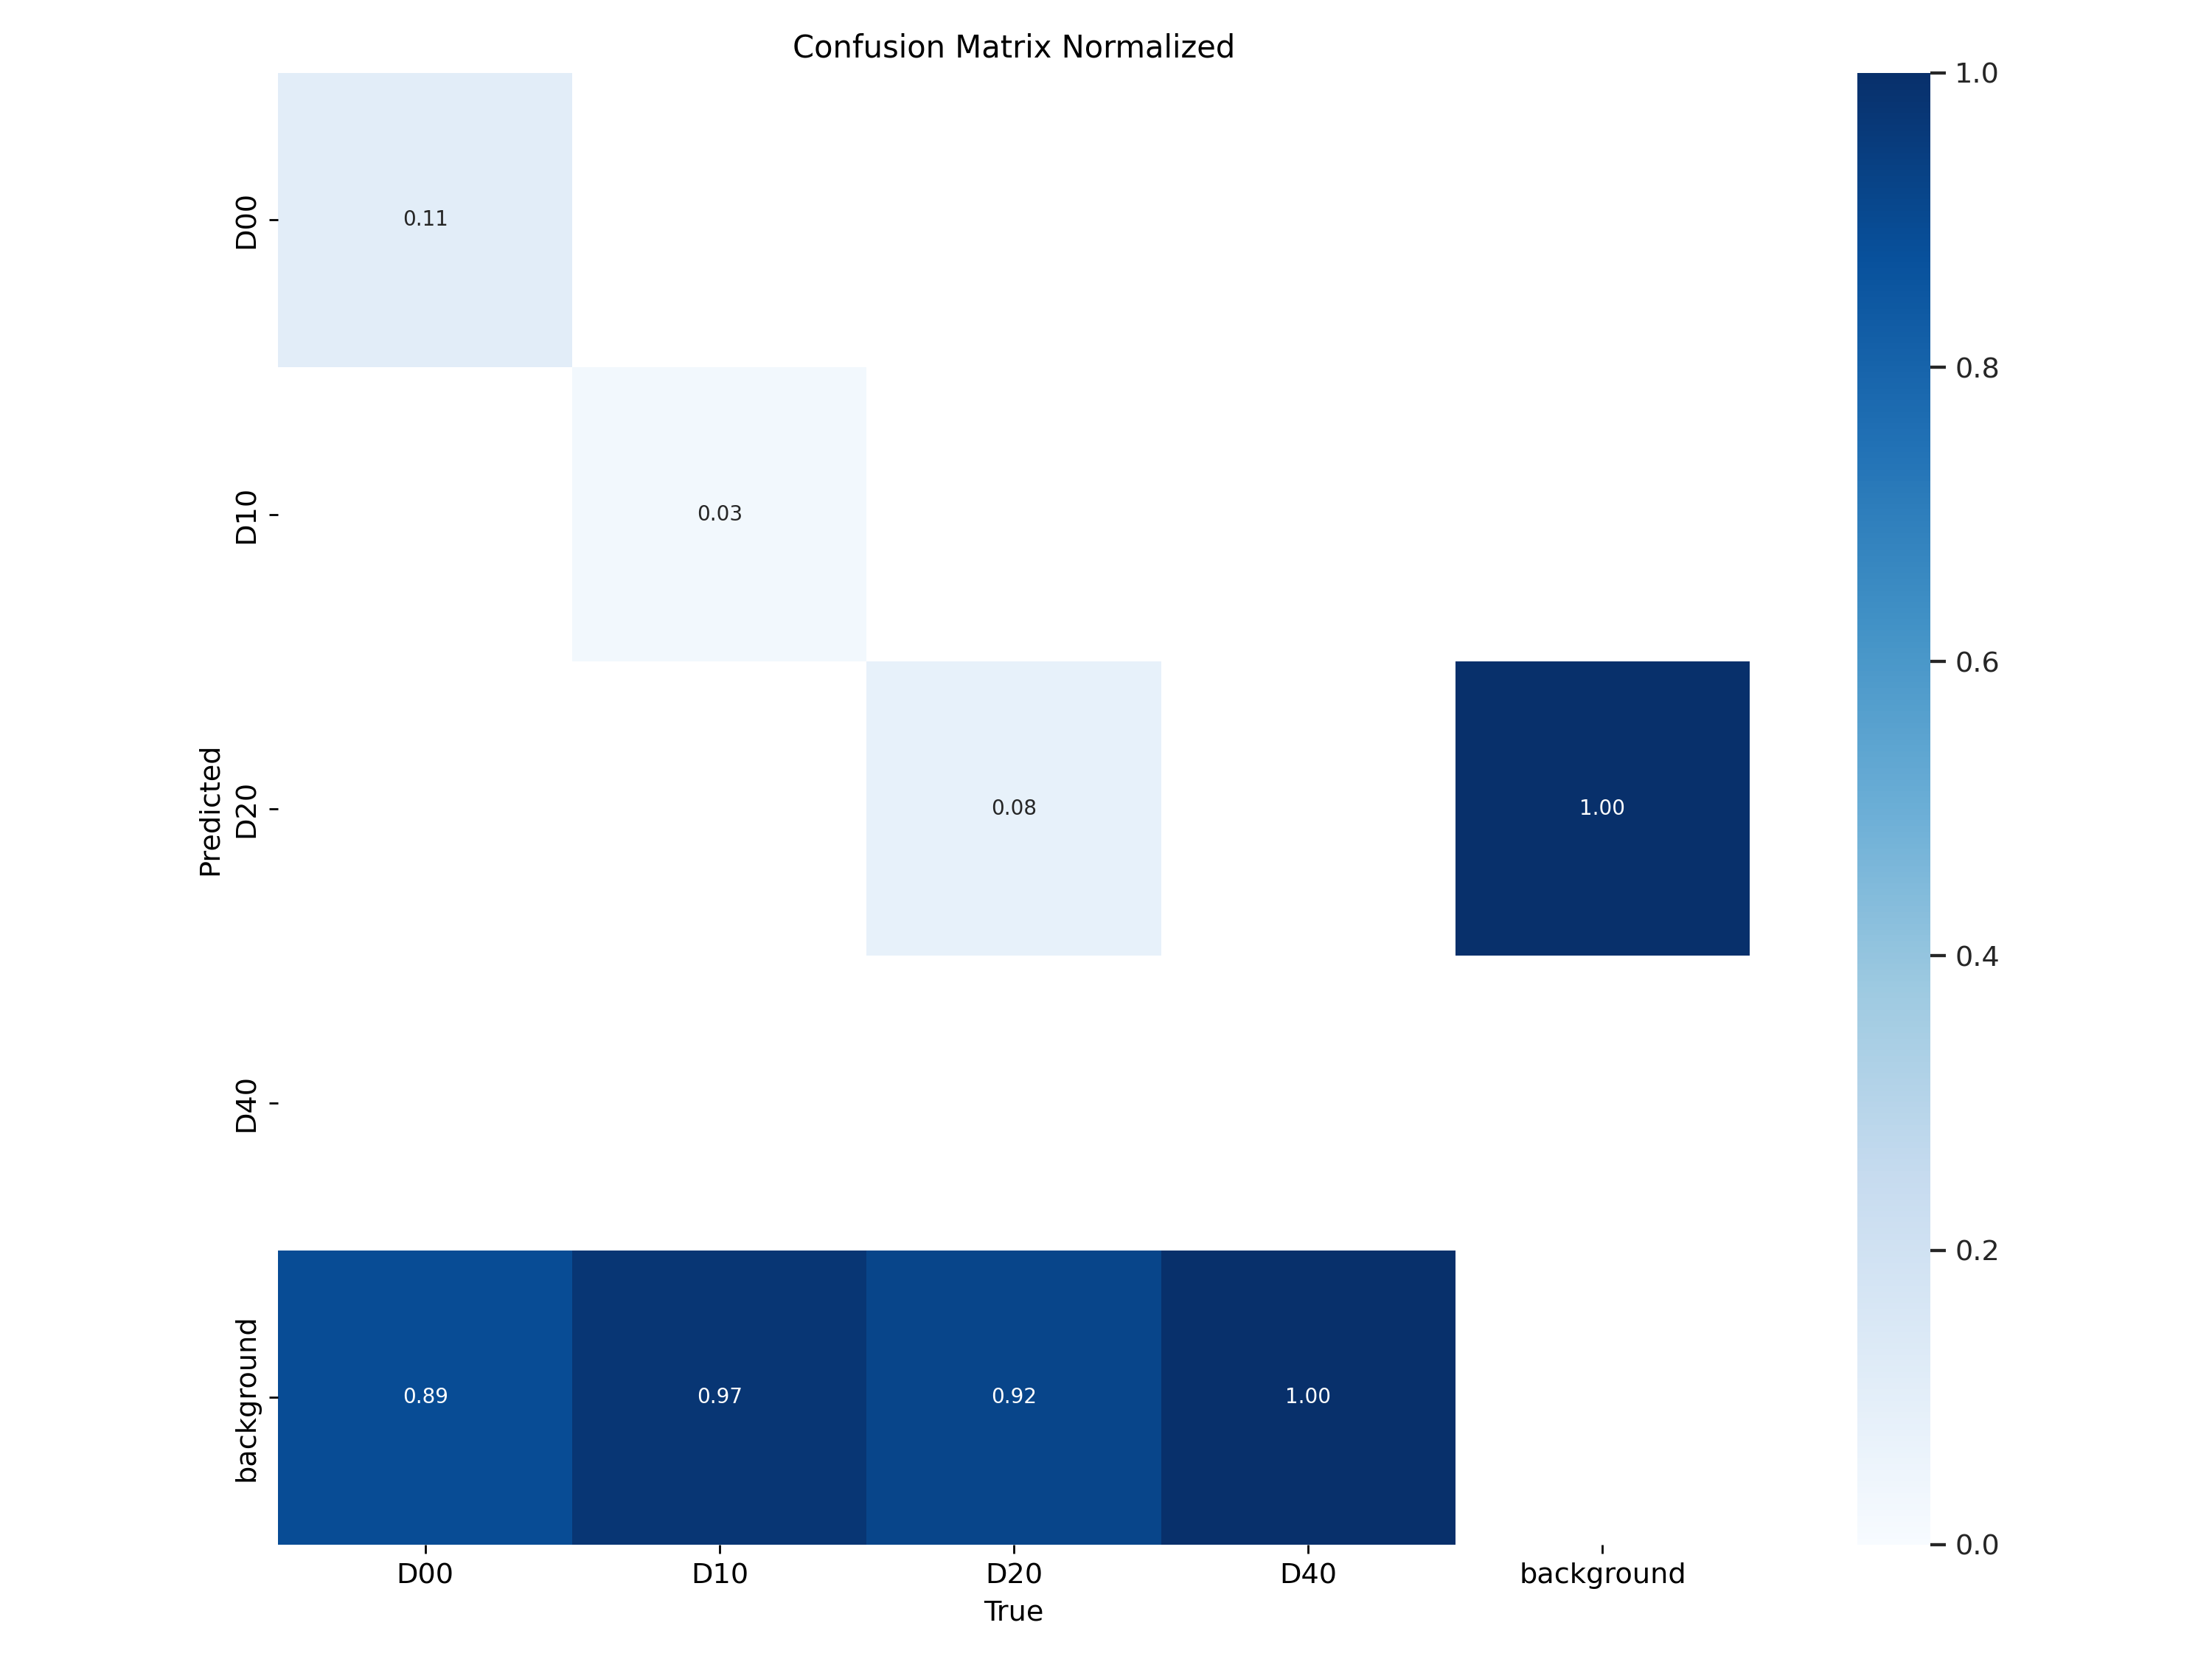 Confusion Matrix Normalized
1.0
D00
0.11
0.8
D10
0.03
0.6
Predicted
D20
0.08
1.00
0.4
D40
0.2
background
0.89
0.97
0.92
1.00
0.0
D00
D10
D20
D40
background
True